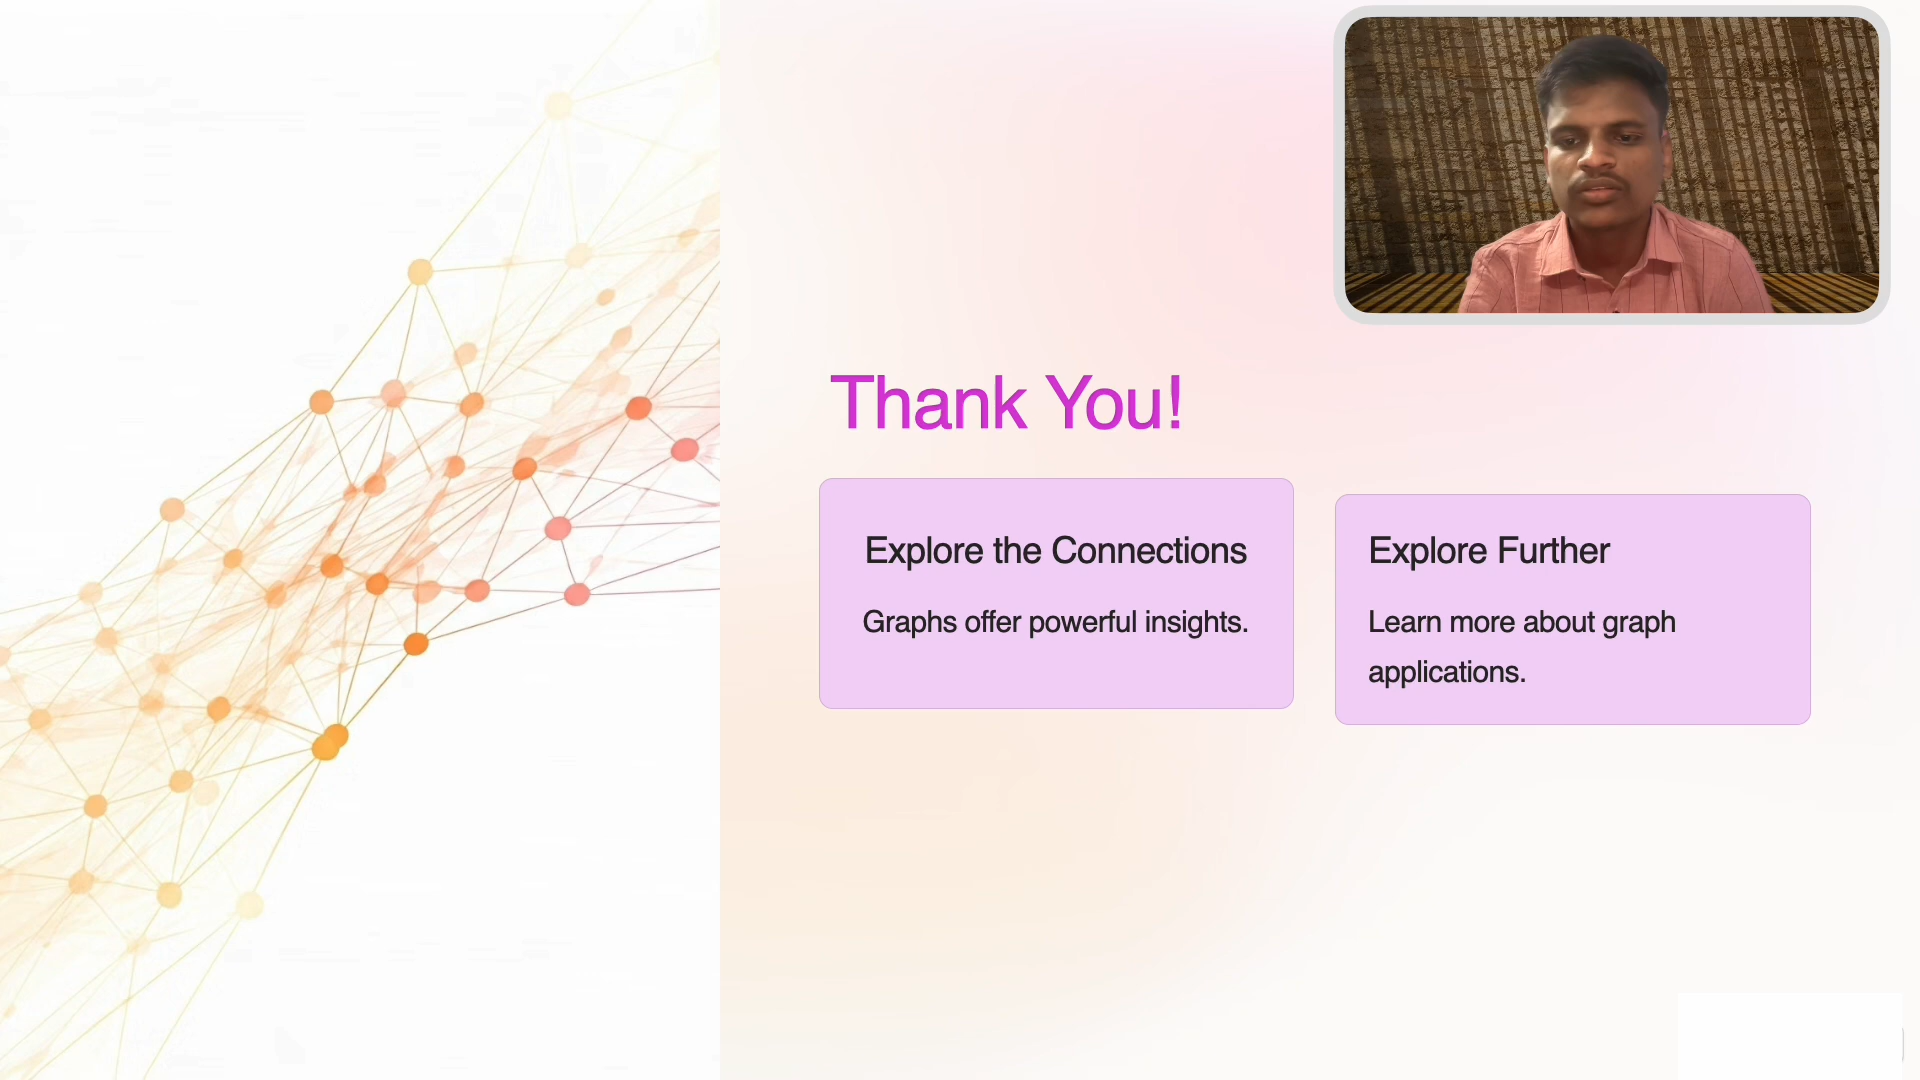 Thank You!
Explore the Connections
Graphs offer powerful insights.
Explore Further
Learn more about graph
applications.